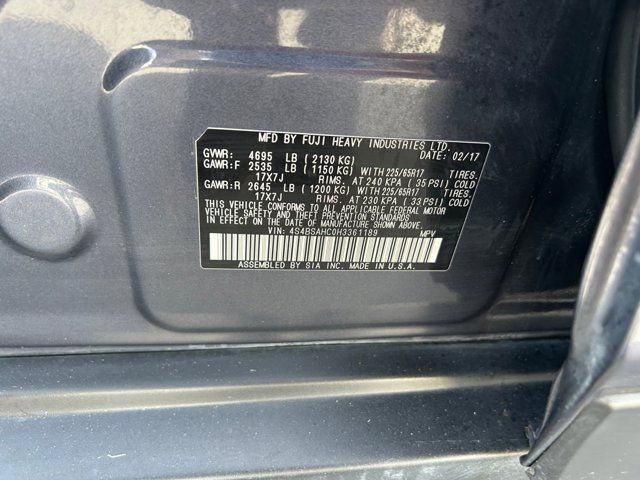 MFD BY FUJI HEAVY INDUSTRIES LTD.
GVWR: 4695 LB ( 2130 KG) DATE: 02/17
GAWR:F 2535 LB ( 1150 KG) WITH 225/65R17 TIRES.
17X7J RIMS. AT 240 KPA ( 35 PSI) COLD
GAWR:R 2645 LB ( 1200 KG) WITH 225/65R17 TIRES.
17X7J RIMS. AT 230 KPA ( 33 PSI) COLD
THIS VEHICLE CONFORMS TO ALL APPLICABLE FEDERAL MOTOR
VEHICLE SAFETY AND THEFT PREVENTION STANDARDS
IN EFFECT ON THE DATE OF MANUFACTURE SHOWN ABOVE.
VIN: 4S4BSAHC0H3361189 MPV
ASSEMBLED BY SIA INC. MADE IN U.S.A.